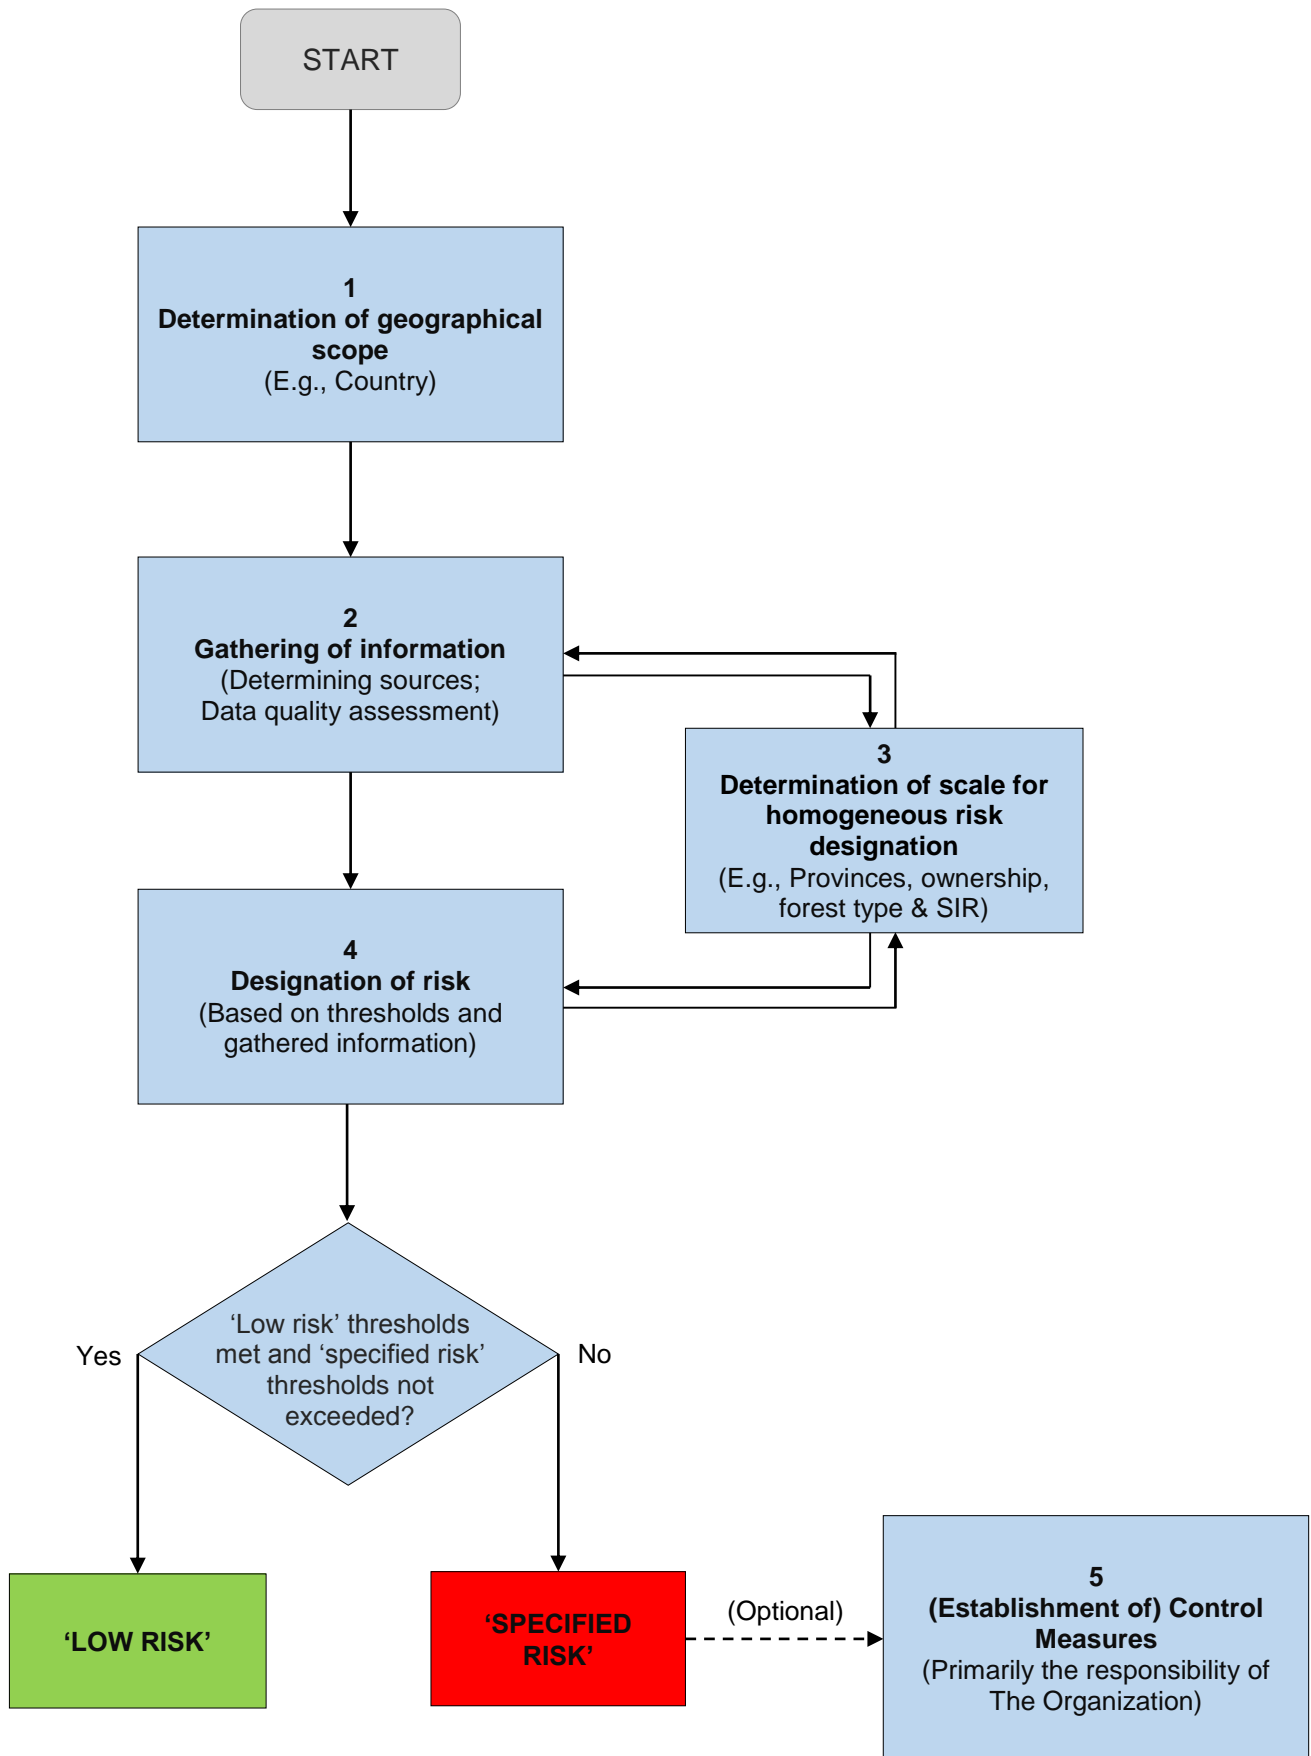 START
1
Determination of geographical
scope
(E.g., Country)
2
Gathering of information
(Determining sources;
Data quality assessment)
3
Determination of scale for
homogeneous risk
designation
(E.g., Provinces, ownership,
forest type & SIR)
4
Designation of risk
(Based on thresholds and
gathered information)
‘Low risk’ thresholds
met and ‘specified risk’
thresholds not
exceeded?
Yes
No
‘LOW RISK’
‘SPECIFIED
RISK’
(Optional)
5
(Establishment of) Control
Measures
(Primarily the responsibility of
The Organization)